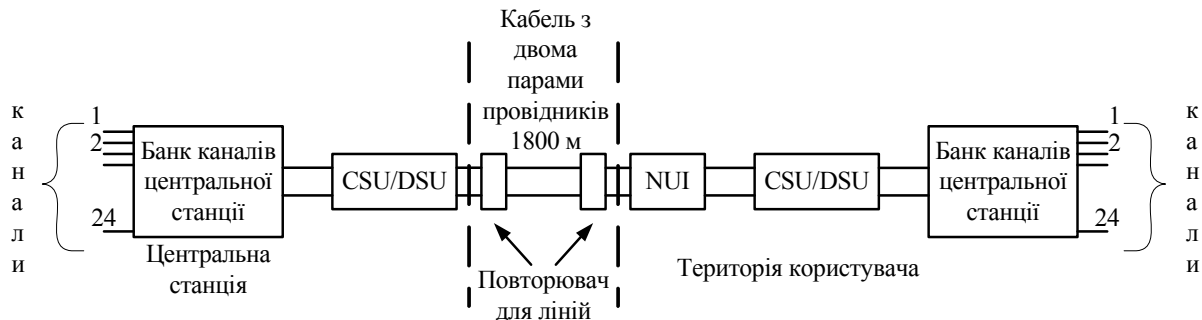 Кабель з
двома
парами
провідників
1800 м
к
а
н
а
л
и
1
2
24
Банк каналів
центральної
станції
Центральна
станція
CSU/DSU
Повторювач
для ліній
NUI
CSU/DSU
Територія користувача
Банк каналів
центральної
станції
1
2
24
к
а
н
а
л
и